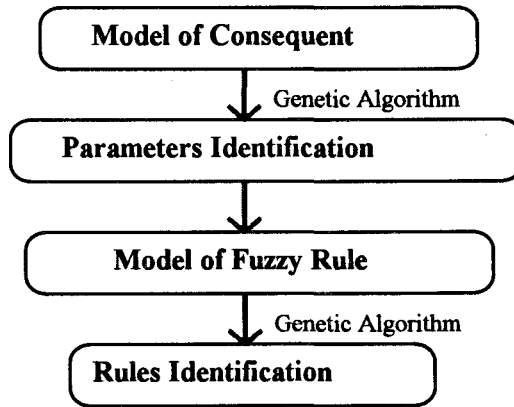 Model of Consequent
Genetic Algorithm
Parameters Identification
Model of Fuzzy Rule
Genetic Algorithm
Rules Identification